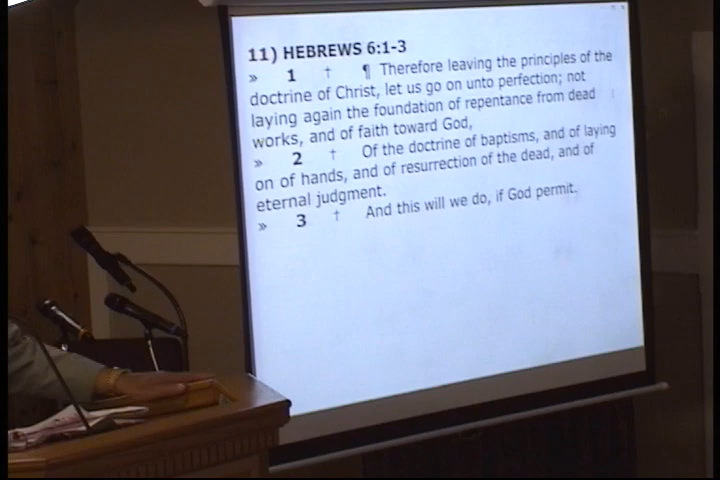 11) HEBREWS 6:1-3
» 1 † ¶ Therefore leaving the principles of the
doctrine of Christ, let us go on unto perfection; not
laying again the foundation of repentance from dead
works, and of faith toward God,
» 2 † Of the doctrine of baptisms, and of laying
on of hands, and of resurrection of the dead, and of
eternal judgment.
» 3 † And this will we do, if God permit.